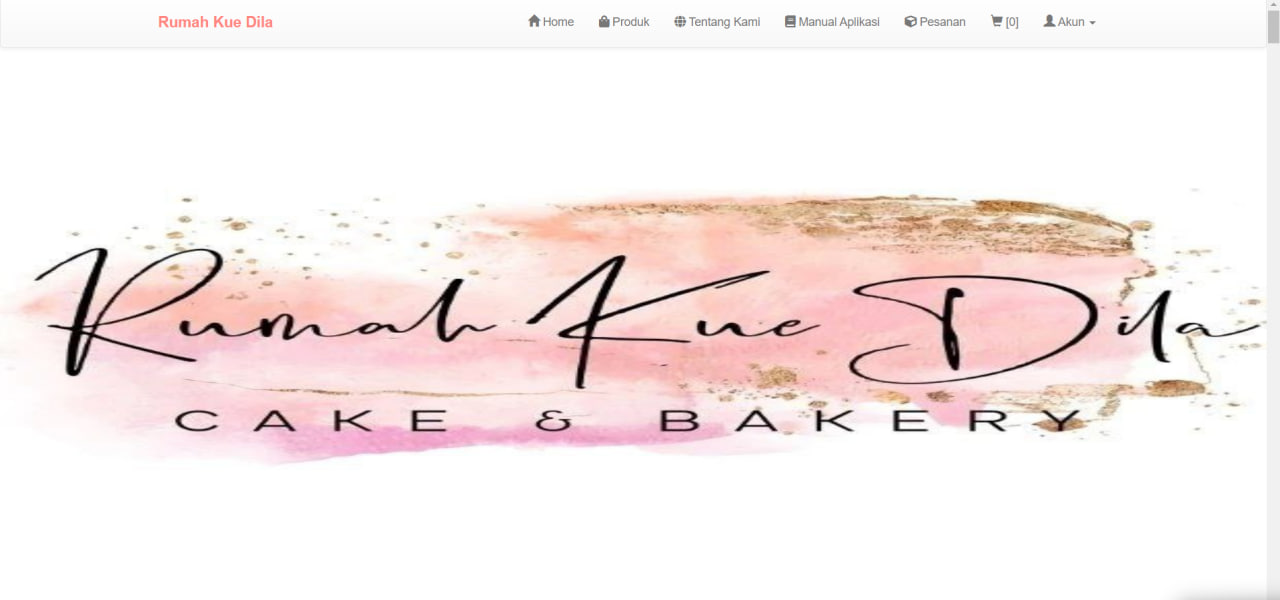 Rumah Kue Dila Home Produk Tentang Kami Manual Aplikasi Pesanan [0] Akun
Rumah Kue Dila
CAKE & BAKERY